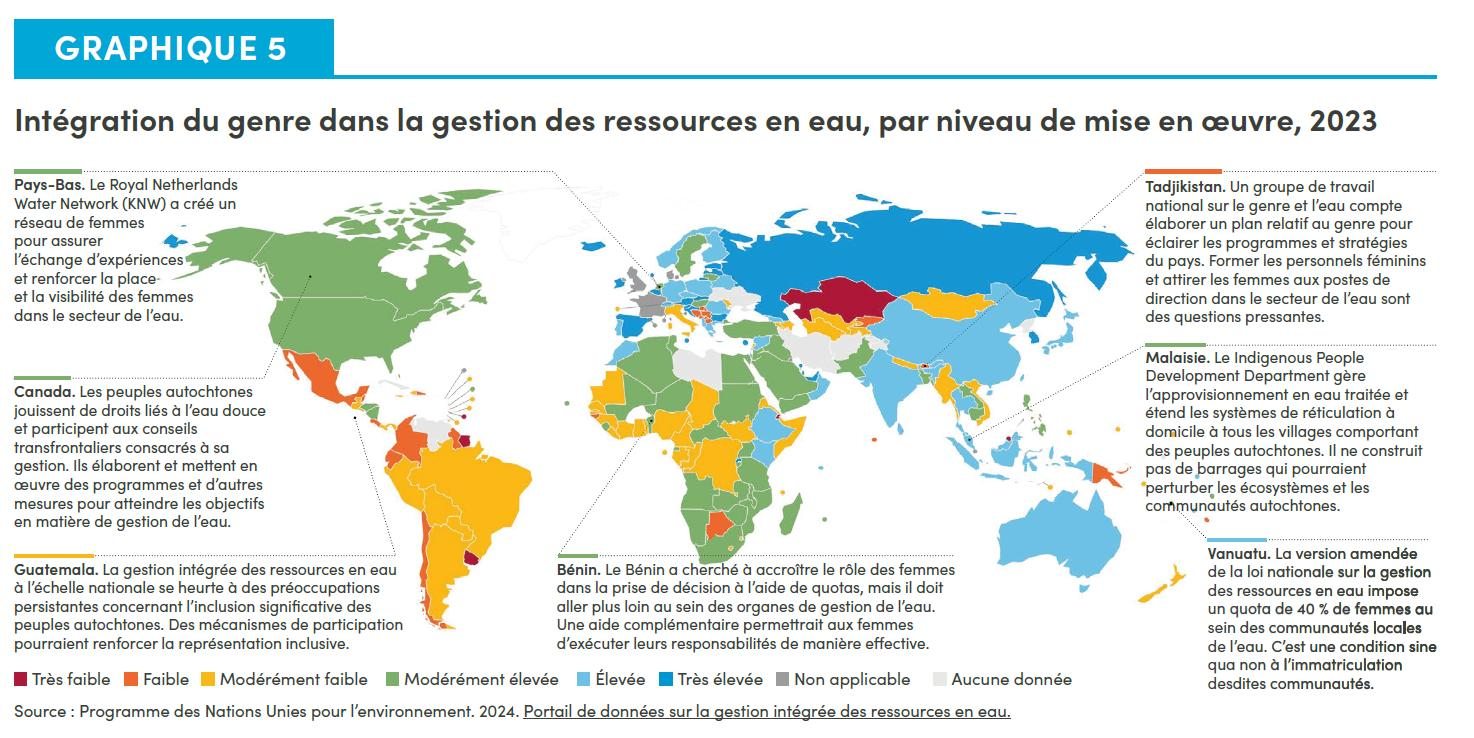 GRAPHIQUE 5
Intégration du genre dans la gestion des ressources en eau, par niveau de mise en œuvre, 2023
Pays-Bas. Le Royal Netherlands
Water Network (KNW) a créé un
réseau de femmes
pour assurer
l’échange d’expériences
et renforcer la place-
et la visibilité des femmes
dans le secteur de l’eau.
Canada. Les peuples autochtones
jouissent de droits liés à l’eau douce
et participent aux conseils
transfrontaliers consacrés à sa
gestion. Ils élaborent et mettent en
œuvre des programmes et d’autres
mesures pour atteindre les objectifs
en matière de gestion de l’eau.
Guatemala. La gestion intégrée des ressources en eau
à l’échelle nationale se heurte à des préoccupations
persistantes concernant l’inclusion significative des
peuples autochtones. Des mécanismes de participation
pourraient renforcer la représentation inclusive.
Bénin. Le Bénin a cherché à accroître le rôle des femmes
dans la prise de décision à l’aide de quotas, mais il doit
aller plus loin au sein des organes de gestion de l’eau.
Une aide complémentaire permettrait aux femmes
d’exécuter leurs responsabilités de manière effective.
Tadjikistan. Un groupe de travail
national sur le genre et l’eau compte
élaborer un plan relatif au genre pour
éclairer les programmes et stratégies
du pays. Former les personnels féminins
et attirer les femmes aux postes de
direction dans le secteur de l’eau sont
des questions pressantes.
Malaisie. Le Indigenous People
Development Department gère
l’approvisionnement en eau traitée et
étend les systèmes de réticulation à
domicile à tous les villages comportant
des peuples autochtones. Il ne construit
pas de barrages qui pourraient
perturber les écosystèmes et les
communautés autochtones.
Vanuatu. La version amendée
de la loi nationale sur la gestion
des ressources en eau impose
un quota de 40 % de femmes au
sein des communautés locales
de l’eau. C’est une condition sine
qua non à l’immatriculation
desdites communautés.
Très faible Faible Modérément faible Modérément élevée Élevée Très élevée Non applicable Aucune donnée
Source : Programme des Nations Unies pour l’environnement. 2024. Portail de données sur la gestion intégrée des ressources en eau.